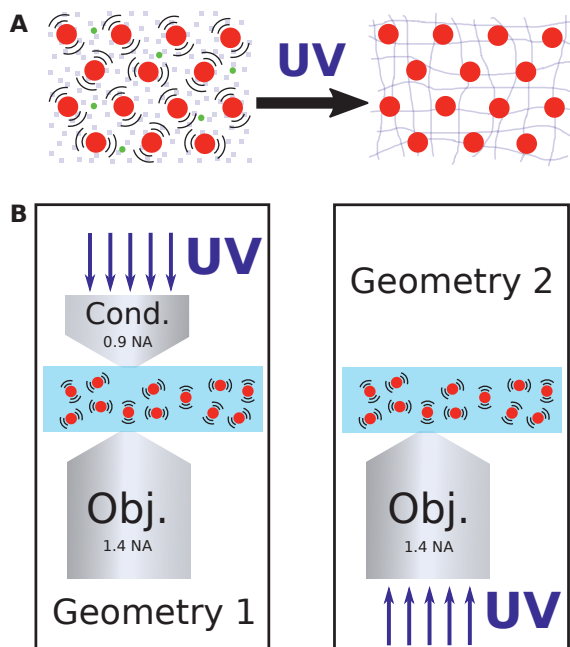 A
UV
B
UV
Cond.
0.9 NA
Obj.
1.4 NA
Geometry 1
Geometry 2
Obj.
1.4 NA
UV